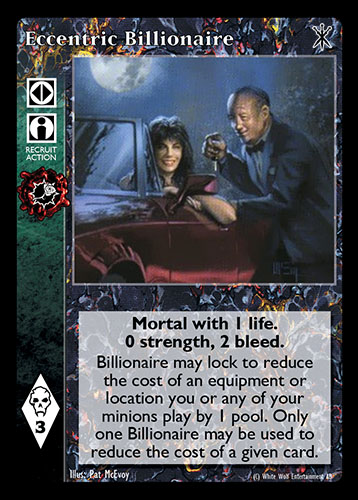 Eccentric Billionaire
RECRUIT
ACTION
3
Mortal with 1 life.
0 strength, 2 bleed.
Billionaire may lock to reduce
the cost of an equipment or
location you or any of your
minions play by 1 pool. Only
one Billionaire may be used to
reduce the cost of a given card.
Illus: Pat McEvoy
(C) White Wolf Entertainment AB